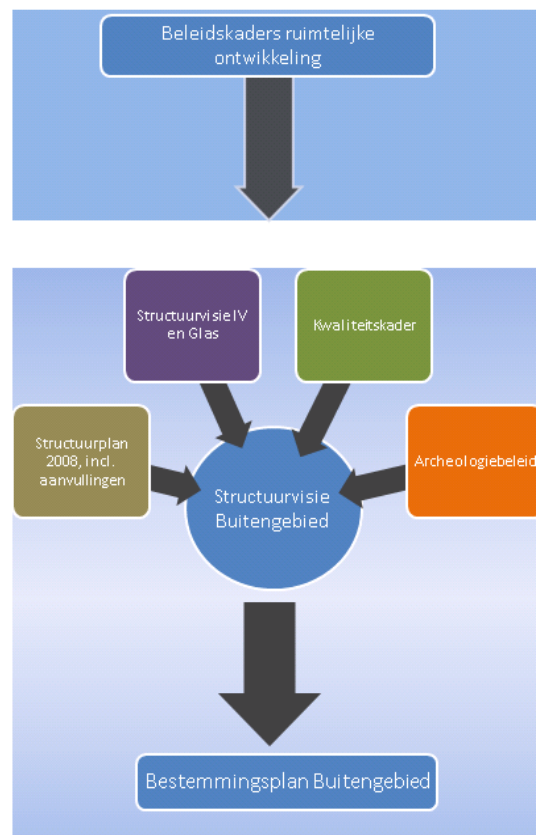 Beleidskaders ruimtelijke
ontwikkeling
Structuurvisie IV
en Glas
Kwaliteitskader
Structuurplan
2008, incl.
aanvullingen
Archeologiebeleid
Structuurvisie
Buitengebied
Bestemmingsplan Buitengebied